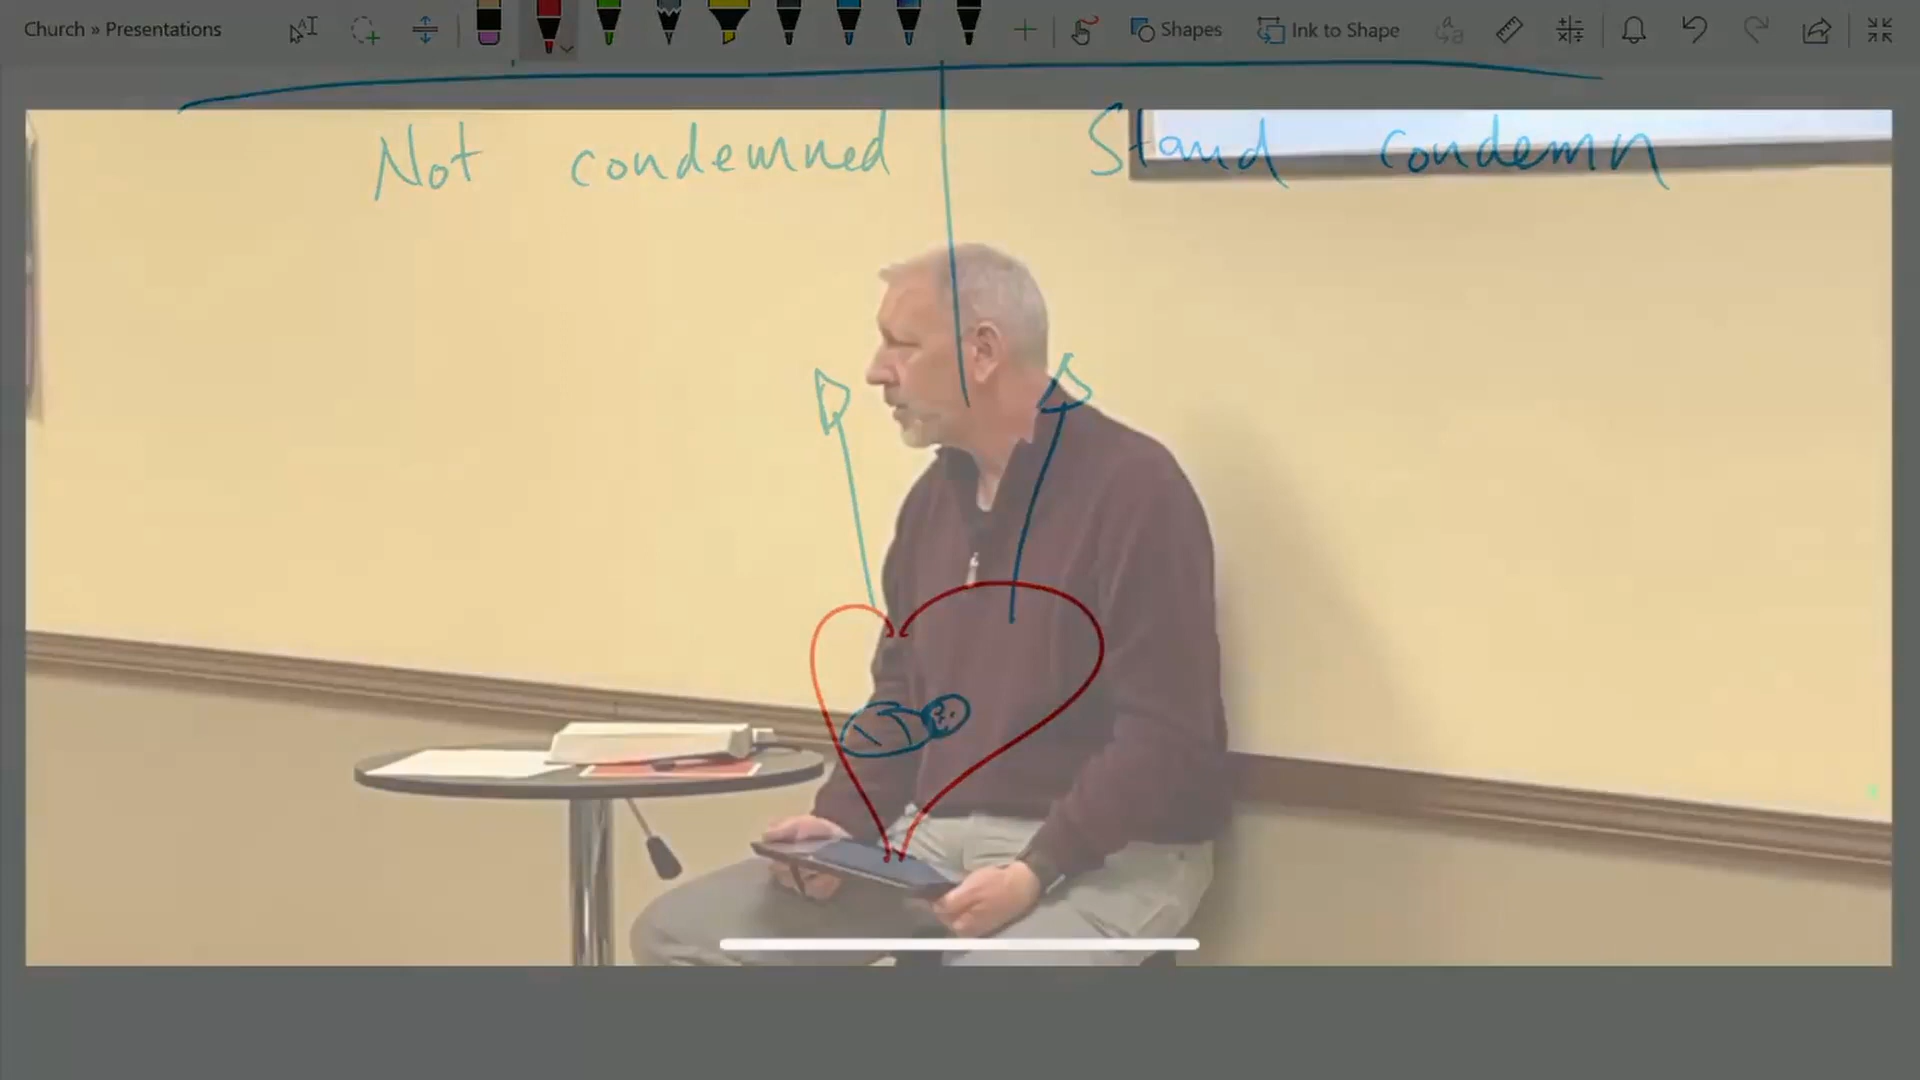 Church » Presentations
Shapes
Ink to Shape
Not condemned
Stand condemn